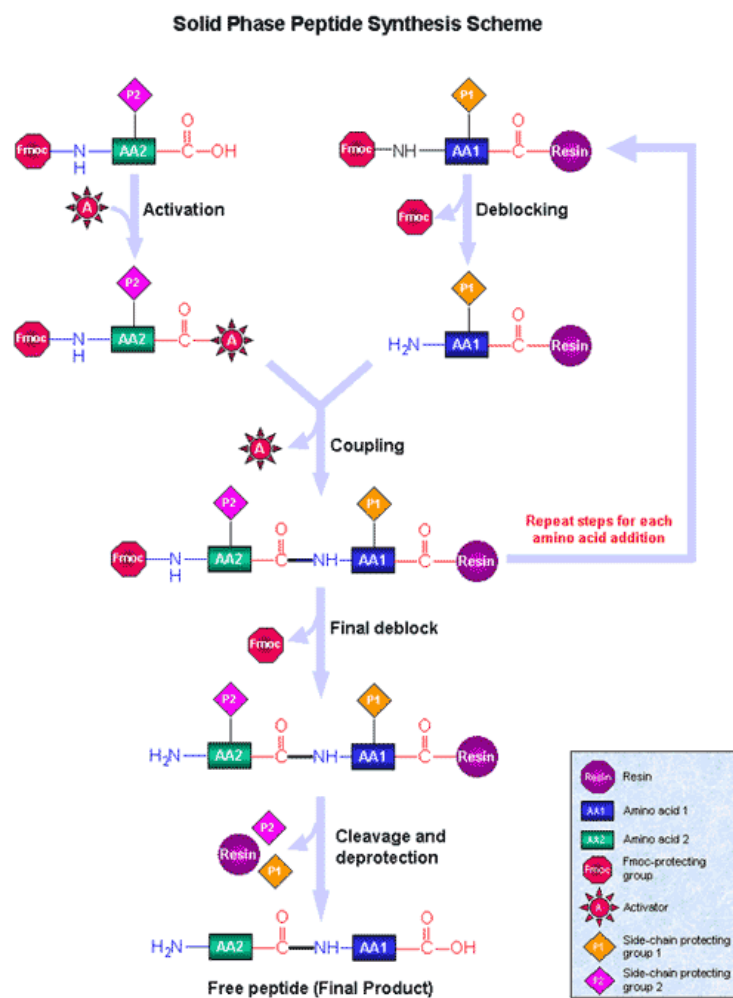 Solid Phase Peptide Synthesis Scheme
P2
P1
Fmoc N H AA2 C O OH
Fmoc NH AA1 C O Resin
A Activation
Fmoc Deblocking
P2
P1
Fmoc N H AA2 C O A
H₂N AA1 C O Resin
A Coupling
P2
P1
Repeat steps for each
amino acid addition
Fmoc N H AA2 C O NH AA1 C O Resin
Fmoc Final deblock
P2
P1
H₂N AA2 C O NH AA1 C O Resin
P2
Resin
P1
Cleavage and
deprotection
H₂N AA2 C O NH AA1 C O OH
Free peptide (Final Product)
Resin Resin
AA1 Amino acid 1
AA2 Amino acid 2
Fmoc Fmoc-protecting
group
A Activator
P1 Side-chain protecting
group 1
P2 Side-chain protecting
group 2